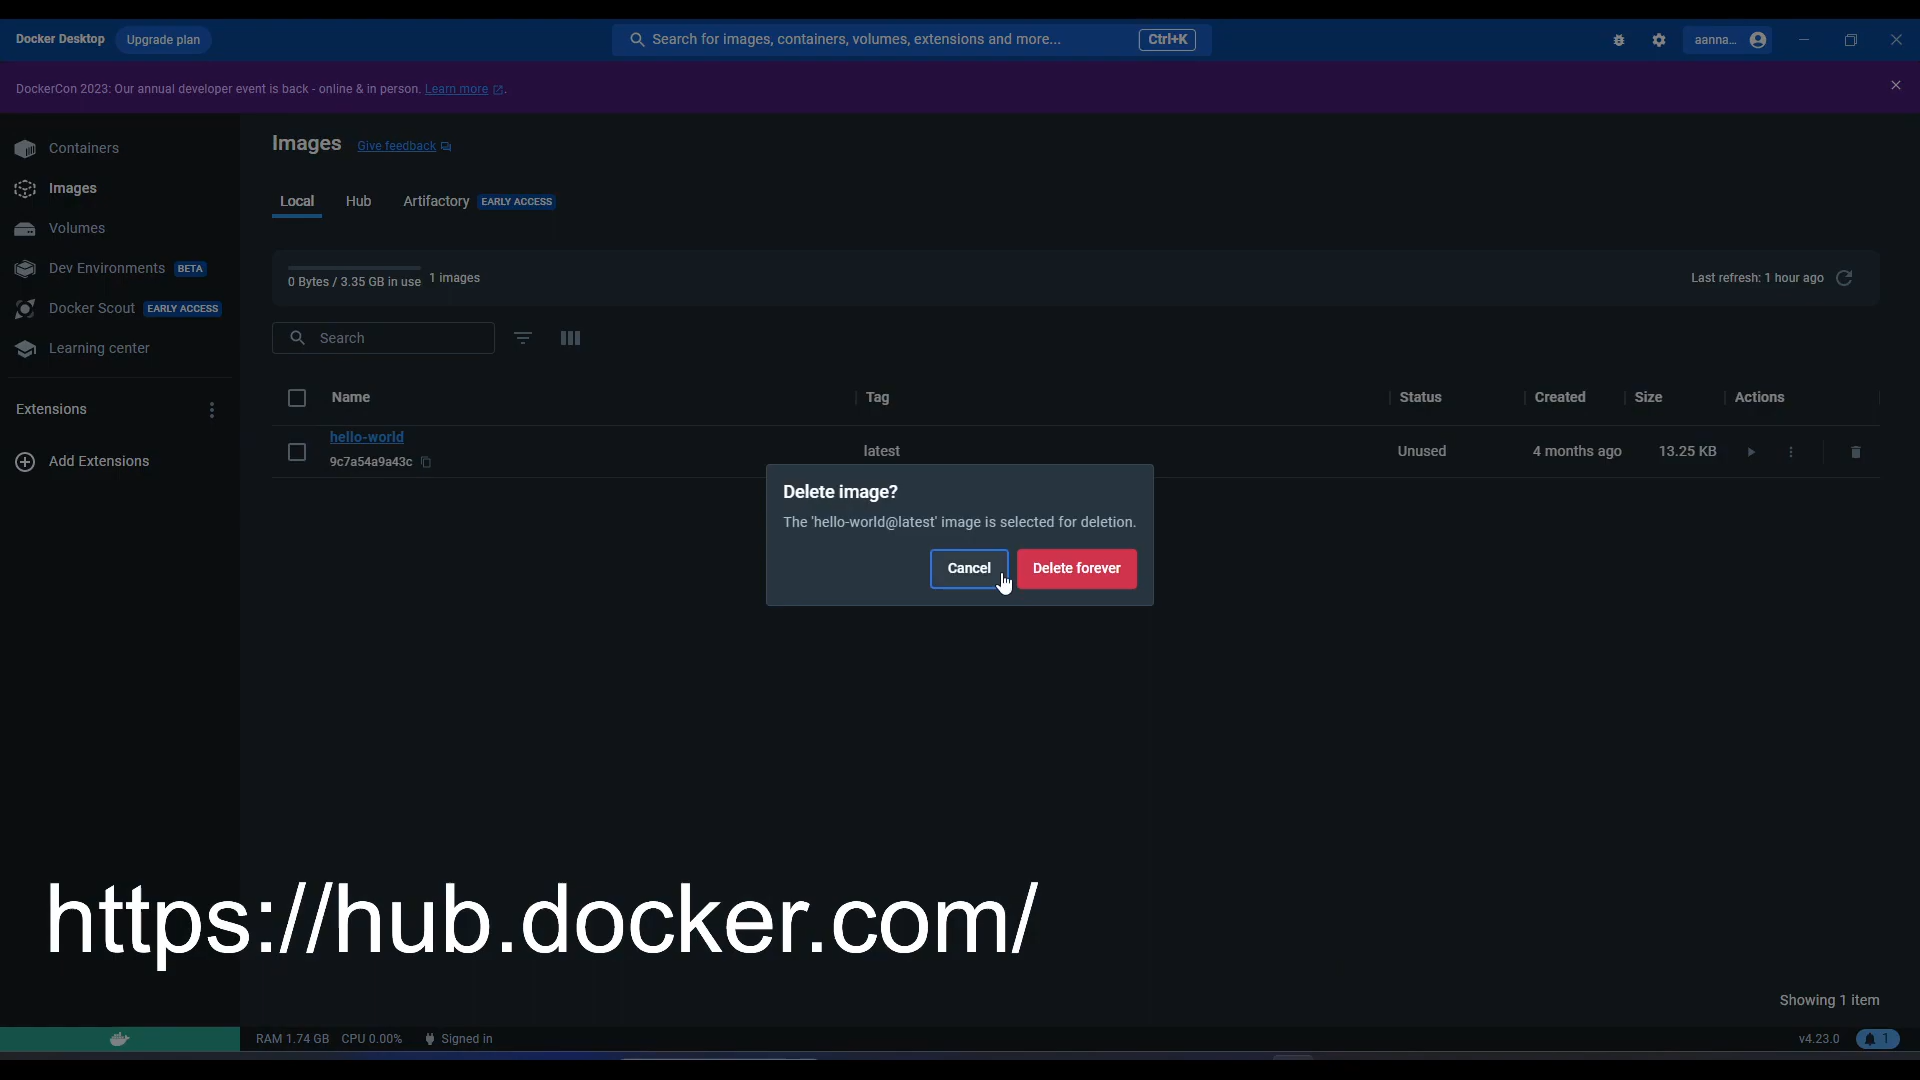 Docker Desktop
Upgrade plan
Search for images, containers, volumes, extensions and more...
Ctrl+K
aanna...
DockerCon 2023: Our annual developer event is back - online & in person. Learn more .
Containers
Images
Volumes
Dev Environments BETA
Docker Scout EARLY ACCESS
Learning center
Extensions
Add Extensions
Images Give feedback
Local Hub Artifactory EARLY ACCESS
0 Bytes / 3.35 GB in use 1 images
Last refresh: 1 hour ago
Search
Name Tag Status Created Size Actions
hello-world
9c7a54a9a43c
latest Unused 4 months ago 13.25 KB
Delete image?
The 'hello-world@latest' image is selected for deletion.
Cancel Delete forever
https://hub.docker.com/
Showing 1 item
RAM 1.74 GB CPU 0.00% Signed in
v4.23.0
1